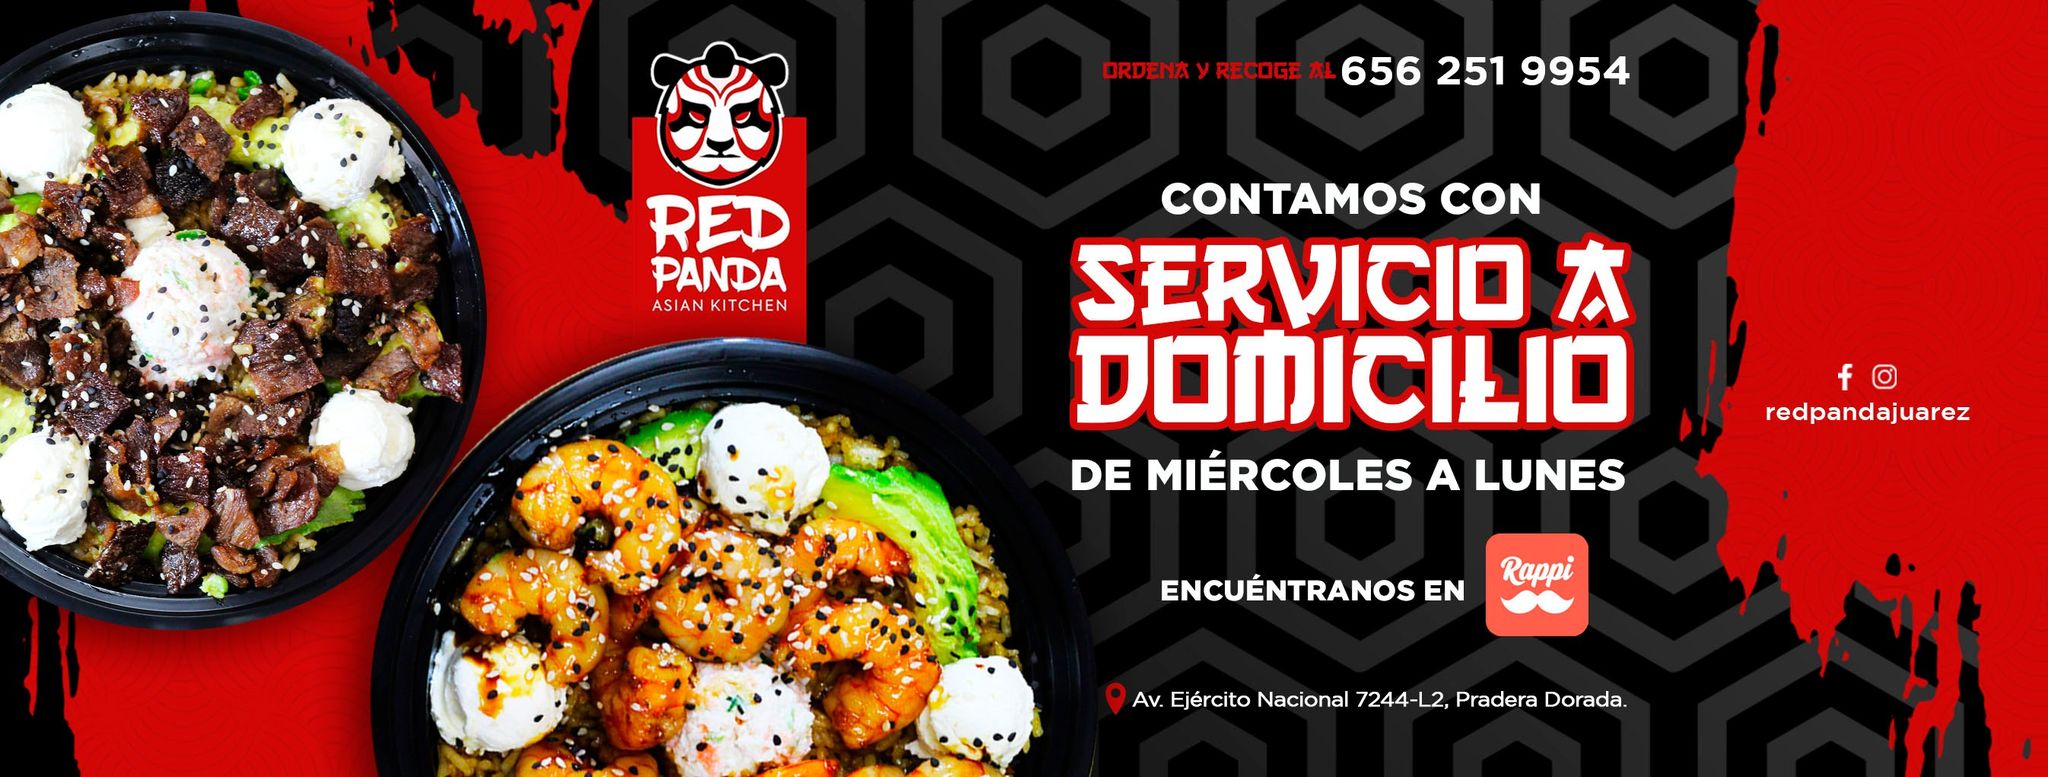 RED
PANDA
ASIAN KITCHEN
ORDENA Y RECOGE AL 656 251 9954
CONTAMOS CON
SERVICIO A
DOMICILIO
DE MIÉRCOLES A LUNES
ENCUÉNTRANOS EN
Rappi
Av. Ejército Nacional 7244-L2, Pradera Dorada.
redpandajuarez